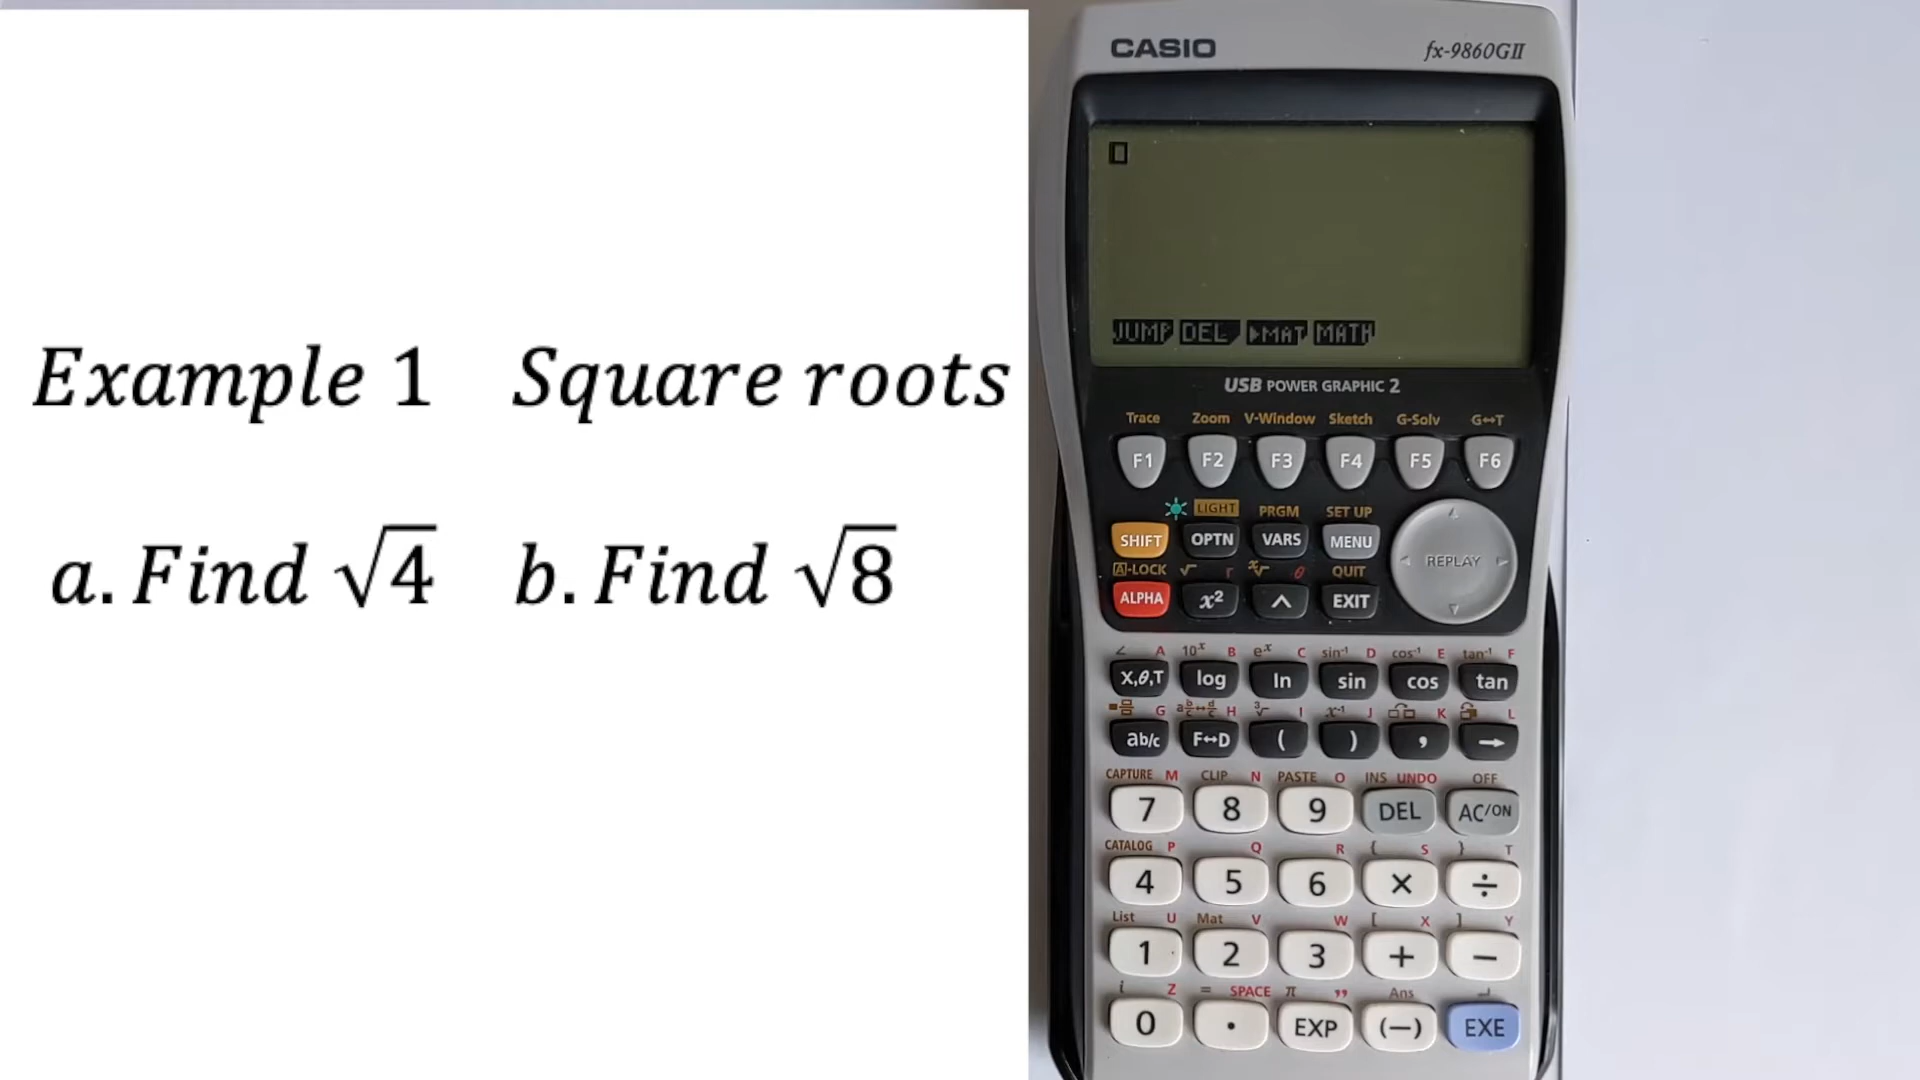 Example 1 Square roots
a. Find √4 b. Find √8
CASIO fx-9860GII
JUMP DEL ▶MAT MATH
USB POWER GRAPHIC 2
Trace Zoom V-Window Sketch G-Solv G↔T
F1 F2 F3 F4 F5 F6
LIGHT PRGM SET UP
SHIFT OPTN VARS MENU
REPLAY
A-LOCK √ r ˣ√ θ QUIT
ALPHA x² ^ EXIT
∠ A 10ˣ B eˣ C sin⁻¹ D cos⁻¹ E tan⁻¹ F
X,θ,T log ln sin cos tan
G a b/c↔d/c H ³√ I x⁻¹ J K L
ab/c F↔D ( ) , →
CAPTURE M CLIP N PASTE O INS UNDO OFF
7 8 9 DEL AC/ON
CATALOG P Q R { S } T
4 5 6 × ÷
List U Mat V W [ X ] Y
1 2 3 + −
i Z = SPACE π " Ans ↵
0 . EXP (−) EXE